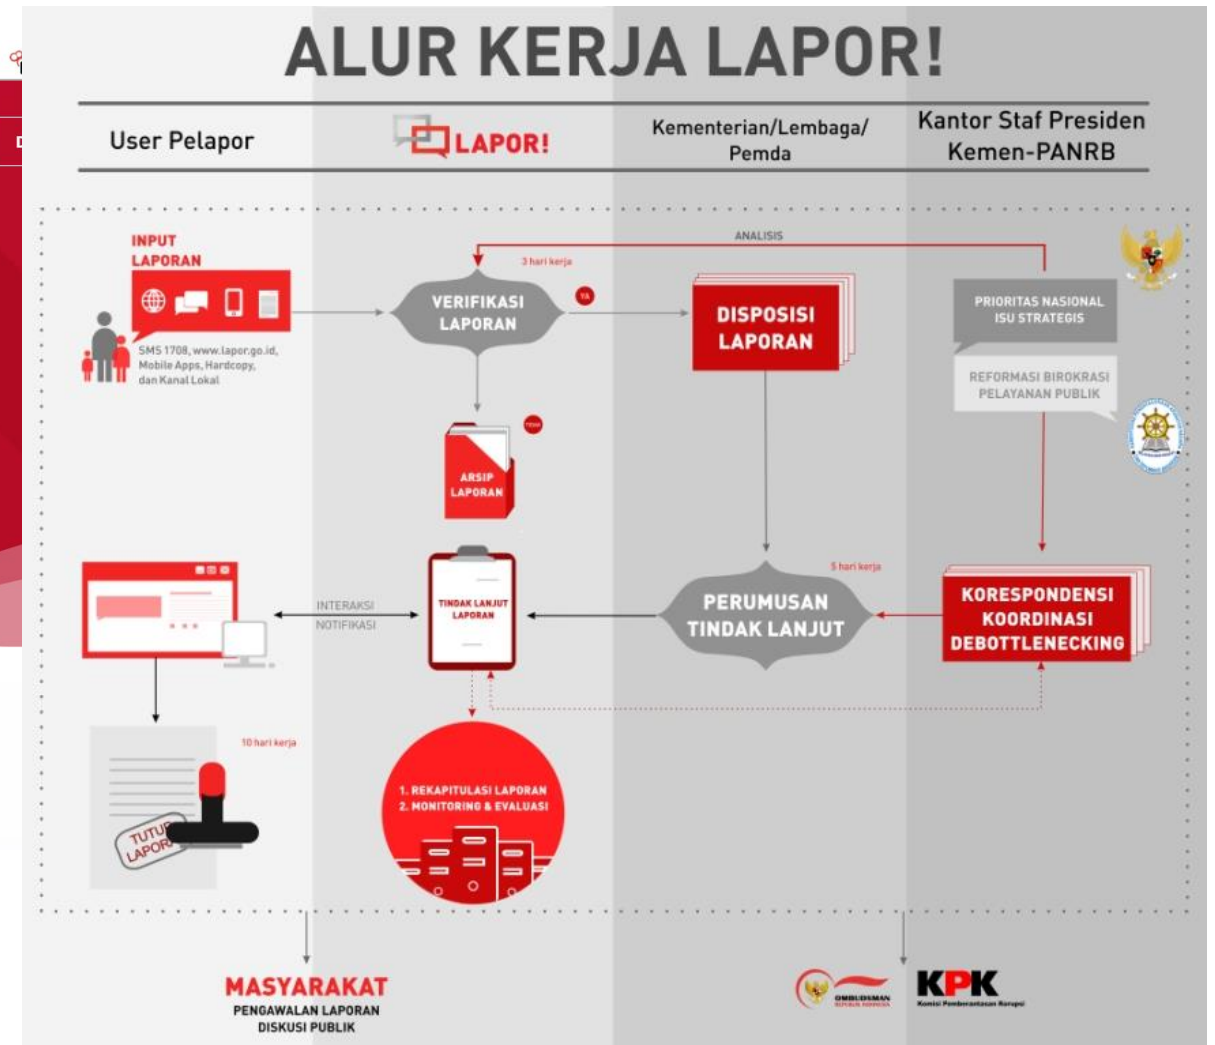 ALUR KERJA LAPOR!
User Pelapor
LAPOR!
Kementerian/Lembaga/
Pemda
Kantor Staf Presiden
Kemen-PANRB
INPUT
LAPORAN
SMS 1708, www.lapor.go.id,
Mobile Apps, Hardcopy,
dan Kanal Lokal
ANALISIS
3 hari kerja
VERIFIKASI
LAPORAN
YA
DISPOSISI
LAPORAN
PRIORITAS NASIONAL
ISU STRATEGIS
REFORMASI BIROKRASI
PELAYANAN PUBLIK
TIDAK
ARSIP
LAPORAN
INTERAKSI
NOTIFIKASI
TINDAK LANJUT
LAPORAN
5 hari kerja
PERUMUSAN
TINDAK LANJUT
KORESPONDENSI
KOORDINASI
DEBOTTLENECKING
10 hari kerja
TUTUP
LAPORAN
1. REKAPITULASI LAPORAN
2. MONITORING & EVALUASI
MASYARAKAT
PENGAWALAN LAPORAN
DISKUSI PUBLIK
OMBUDSMAN
REPUBLIK INDONESIA
KPK
Komisi Pemberantasan Korupsi